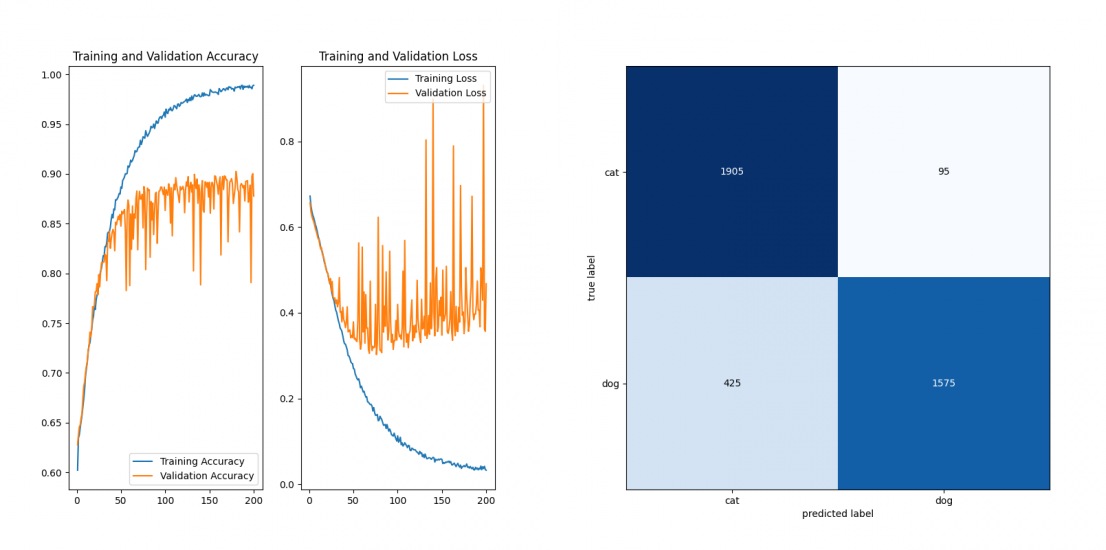 Training and Validation Accuracy
1.00
0.95
0.90
0.85
0.80
0.75
0.70
0.65
0.60
Training Accuracy
Validation Accuracy
0 50 100 150 200
Training and Validation Loss
Training Loss
Validation Loss
0.8
0.6
0.4
0.2
0.0
0 50 100 150 200
true label
cat
1905 95
dog
425 1575
cat dog
predicted label